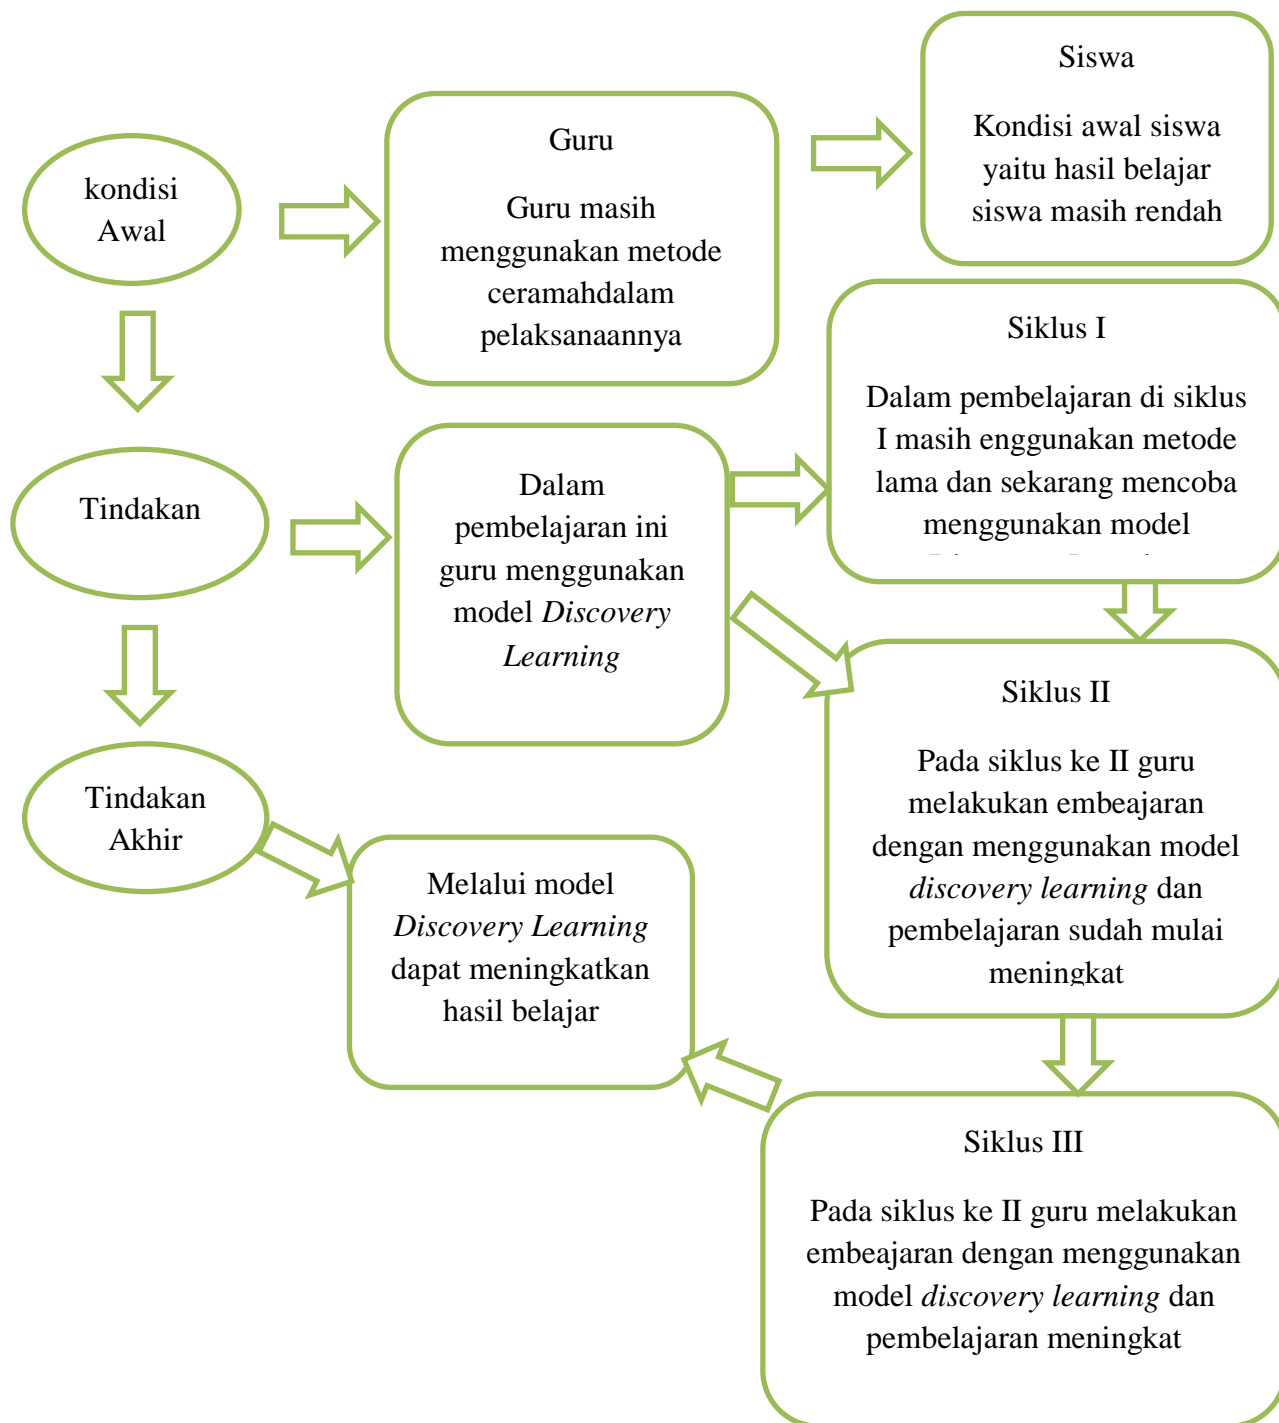 kondisi
Awal
Guru
Guru masih
menggunakan metode
ceramahdalam
pelaksanaannya
Siswa
Kondisi awal siswa
yaitu hasil belajar
siswa masih rendah
Tindakan
Dalam
pembelajaran ini
guru menggunakan
model Discovery
Learning
Siklus I
Dalam pembelajaran di siklus
I masih enggunakan metode
lama dan sekarang mencoba
menggunakan model
Siklus II
Pada siklus ke II guru
melakukan embeajaran
dengan menggunakan model
discovery learning dan
pembelajaran sudah mulai
meningkat
Tindakan
Akhir
Melalui model
Discovery Learning
dapat meningkatkan
hasil belajar
Siklus III
Pada siklus ke II guru melakukan
embeajaran dengan menggunakan
model discovery learning dan
pembelajaran meningkat